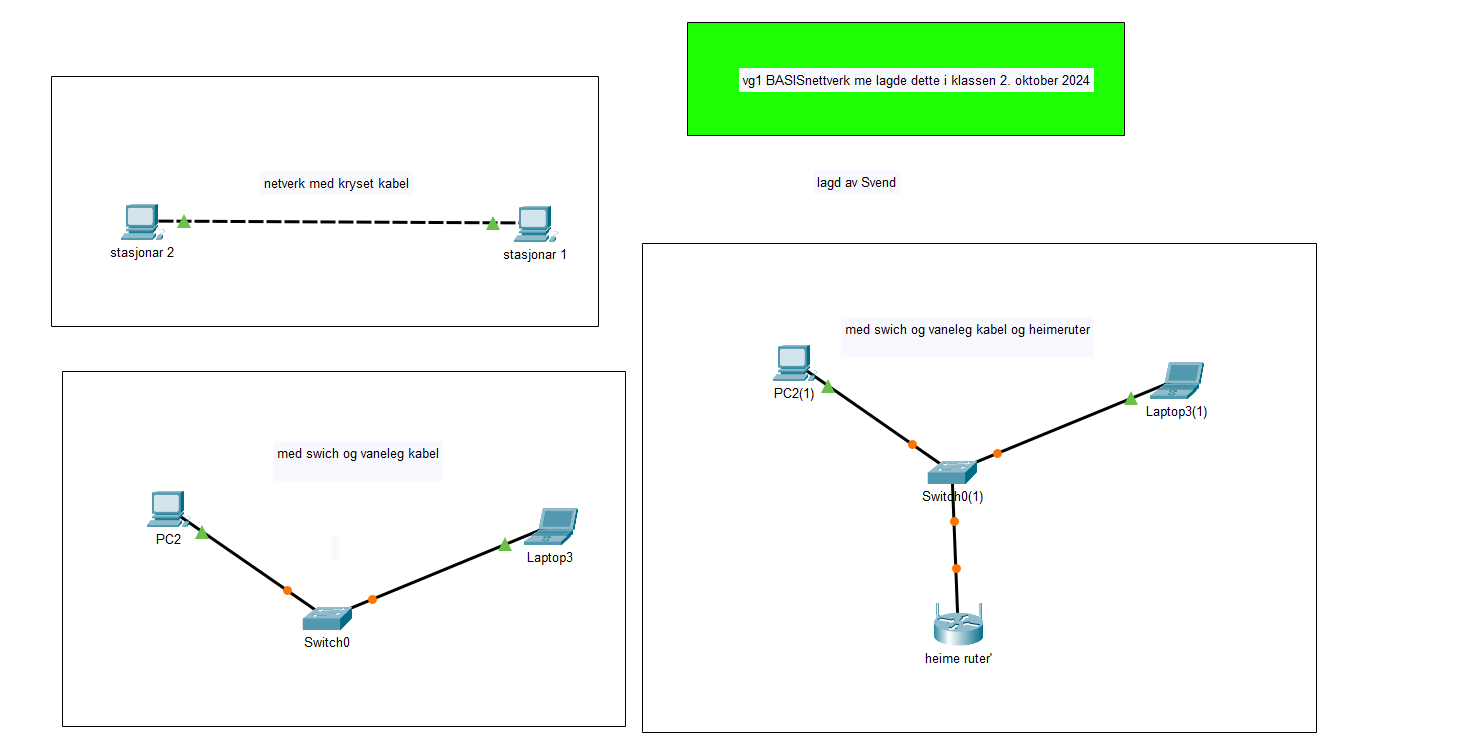 vg1 BASISnettverk me lagde dette i klassen 2. oktober 2024
lagd av Svend
netverk med kryset kabel
stasjonar 2
stasjonar 1
med swich og vaneleg kabel
PC2
Laptop3
Switch0
med swich og vaneleg kabel og heimeruter
PC2(1)
Laptop3(1)
Switch0(1)
heime ruter'